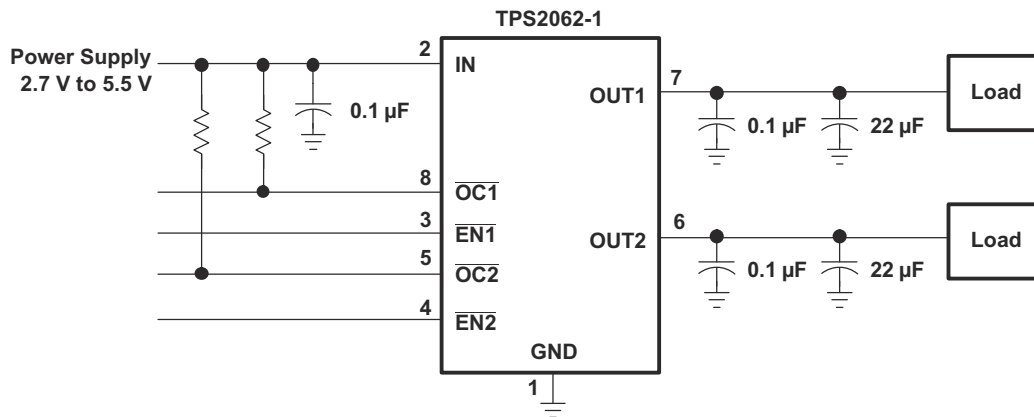 TPS2062-1
Power Supply
2.7 V to 5.5 V
2
IN
0.1 µF
7
OUT1
0.1 µF
22 µF
Load
8
OC1
3
EN1
5
OC2
4
EN2
6
OUT2
0.1 µF
22 µF
Load
GND
1